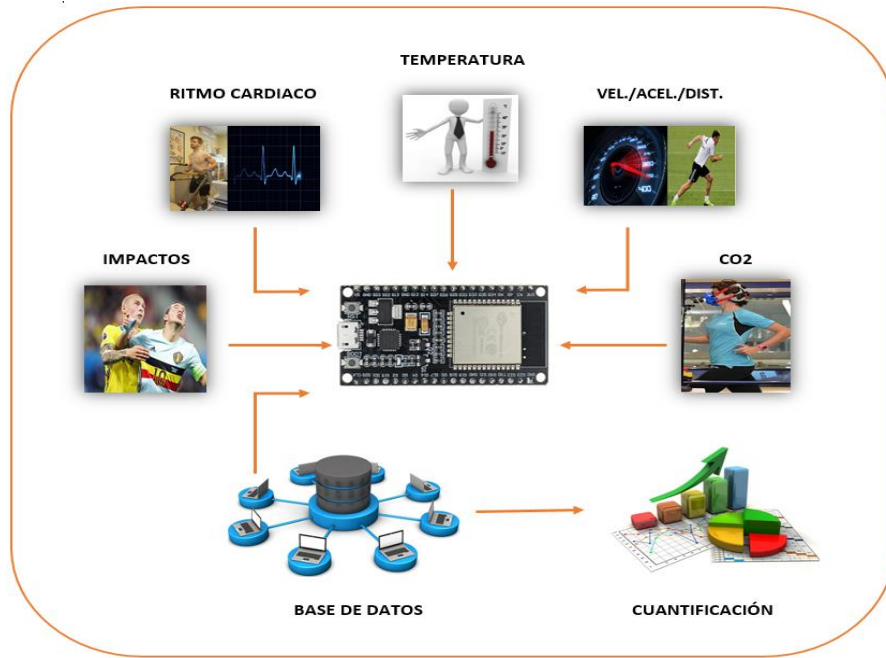 TEMPERATURA
RITMO CARDIACO
VEL./ACEL./DIST.
IMPACTOS
CO2
BASE DE DATOS
CUANTIFICACIÓN